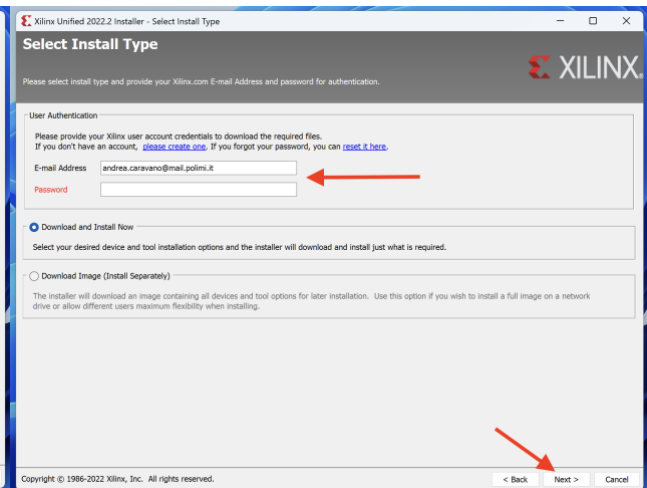 Xilinx Unified 2022.2 Installer - Select Install Type
Select Install Type
XILINX.
Please select install type and provide your Xilinx.com E-mail Address and password for authentication.
User Authentication
Please provide your Xilinx user account credentials to download the required files.
If you don't have an account, please create one. If you forgot your password, you can reset it here.
E-mail Address andrea.caravano@mail.polimi.it
Password
Download and Install Now
Select your desired device and tool installation options and the installer will download and install just what is required.
Download Image (Install Separately)
The installer will download an image containing all devices and tool options for later installation. Use this option if you wish to install a full image on a network
drive or allow different users maximum flexibility when installing.
Copyright © 1986-2022 Xilinx, Inc. All rights reserved.
< Back Next > Cancel